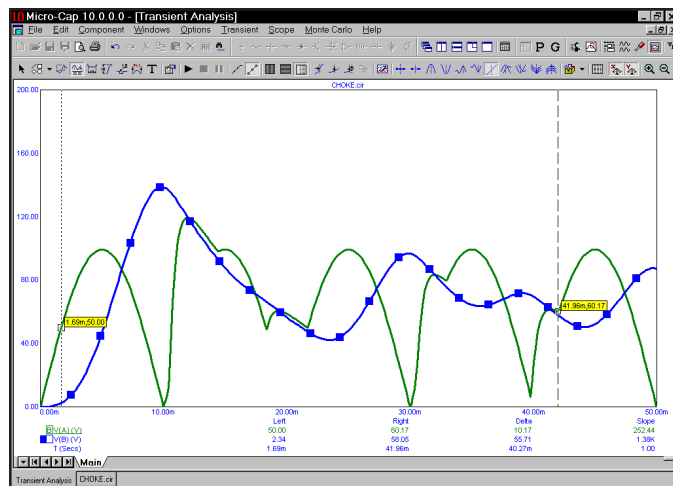 10 Micro-Cap 10.0.0.0 - [Transient Analysis]
File Edit Component Windows Options Transient Scope Monte Carlo Help
P G
T
CHOKE.cir
200.00
160.00
120.00
80.00
40.00
0.00
1.69m,50.00
41.96m,60.17
0.00m 10.00m 20.00m 30.00m 40.00m 50.00m
Left Right Delta Slope
V(A) (V) 50.00 60.17 10.17 252.44
V(B) (V) 2.34 58.05 55.71 1.38K
T (Secs) 1.69m 41.96m 40.27m 1.00
Main
Transient Analysis CHOKE.cir